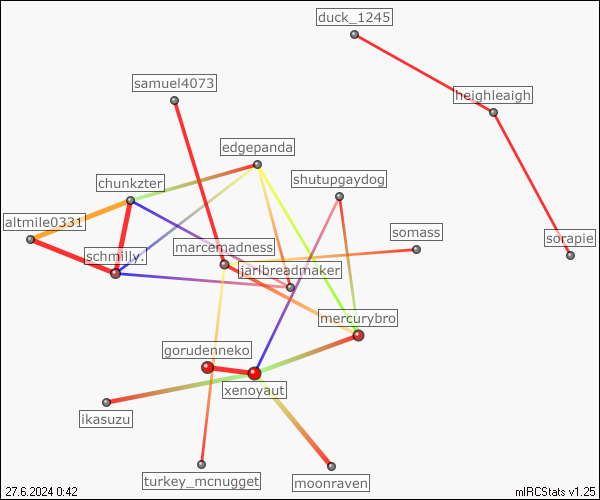 duck_1245
samuel4073
heighleaigh
edgepanda
chunkzter
shutupgaydog
altmile0331
somass
sorapie
marcemadness
schmilly.
jarlbreadmaker
mercurybro
gorudenneko
xenoyaut
ikasuzu
turkey_mcnugget
moonraven
27.6.2024 0:42
mIRCStats v1.25